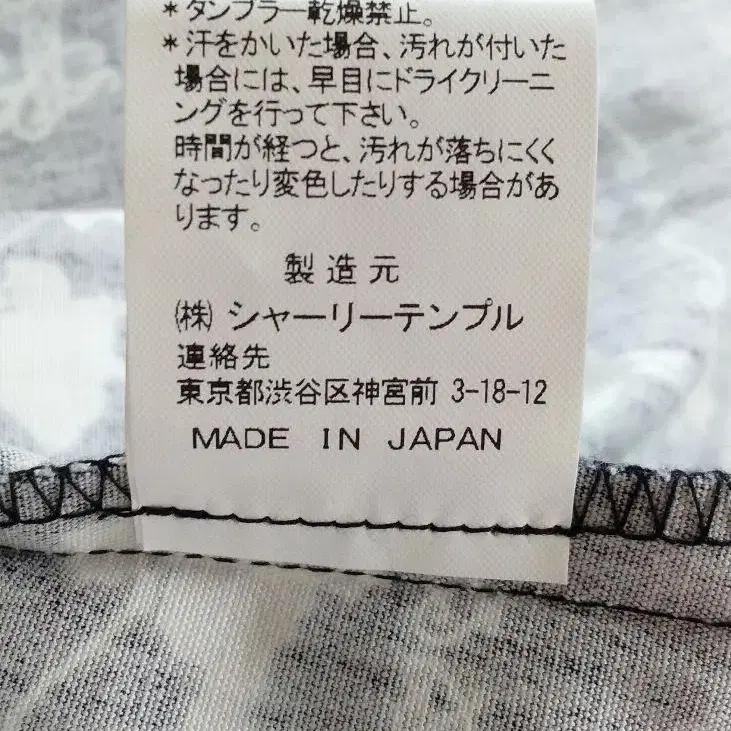 *タンブラー乾燥禁止。
*汗をかいた場合、汚れが付いた
場合には、早目にドライクリーニ
ングを行って下さい。
時間が経つと、汚れが落ちにくく
なったり変色したりする場合があ
ります。
製造元
㈱ シャーリーテンプル
連絡先
東京都渋谷区神宮前 3-18-12
MADE IN JAPAN